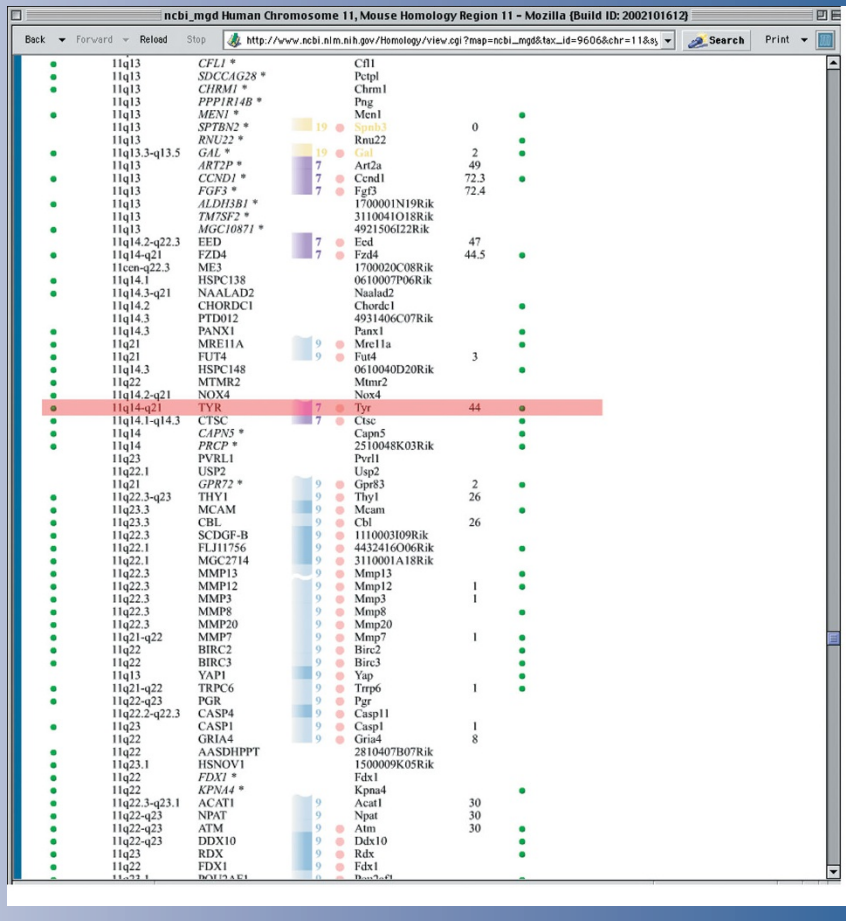 ncbi_mgd Human Chromosome 11, Mouse Homology Region 11 - Mozilla {Build ID: 2002101612}
Back Forward Reload Stop http://www.ncbi.nlm.nih.gov/Homology/view.cgi?map=ncbi_mgd&tax_id=9606&chr=11&sy Search Print
11q13 CFL1 * Cfl1
11q13 SDCCAG28 * Pctpl
11q13 CHRM1 * Chrm1
11q13 PPP1R14B * Png
11q13 MEN1 * Men1
11q13 SPTBN2 * 19 Spnb3 0
11q13 RNU22 * Rnu22
11q13.3-q13.5 GAL * 19 Gal 2
11q13 ART2P * 7 Art2a 49
11q13 CCND1 * 7 Ccnd1 72.3
11q13 FGF3 * 7 Fgf3 72.4
11q13 ALDH3B1 * 1700001N19Rik
11q13 TM7SF2 * 3110041O18Rik
11q13 MGC10871 * 4921506I22Rik
11q14.2-q22.3 EED 7 Eed 47
11q14-q21 FZD4 7 Fzd4 44.5
11cen-q22.3 ME3 1700020C08Rik
11q14.1 HSPC138 0610007P06Rik
11q14.3-q21 NAALAD2 Naalad2
11q14.2 CHORDC1 Chordc1
11q14.3 PTD012 4931406C07Rik
11q14.3 PANX1 Panx1
11q21 MRE11A 9 Mre11a
11q21 FUT4 9 Fut4 3
11q14.3 HSPC148 0610040D20Rik
11q22 MTMR2 Mtmr2
11q14.2-q21 NOX4 Nox4
11q14-q21 TYR 7 Tyr 44
11q14.1-q14.3 CTSC 7 Ctsc
11q14 CAPN5 * Capn5
11q14 PRCP * 2510048K03Rik
11q23 PVRL1 Pvrl1
11q22.1 USP2 Usp2
11q21 GPR72 * 9 Gpr83 2
11q22.3-q23 THY1 9 Thy1 26
11q23.3 MCAM 9 Mcam
11q23.3 CBL 9 Cbl 26
11q22.3 SCDGF-B 9 1110003I09Rik
11q22.1 FLJ11756 9 4432416O06Rik
11q22.1 MGC2714 9 3110001A18Rik
11q22.3 MMP13 9 Mmp13
11q22.3 MMP12 9 Mmp12 1
11q22.3 MMP3 9 Mmp3 1
11q22.3 MMP8 9 Mmp8
11q22.3 MMP20 9 Mmp20
11q21-q22 MMP7 9 Mmp7 1
11q22 BIRC2 9 Birc2
11q22 BIRC3 9 Birc3
11q13 YAP1 9 Yap
11q21-q22 TRPC6 9 Trrp6 1
11q22-q23 PGR 9 Pgr
11q22.2-q22.3 CASP4 9 Casp11
11q23 CASP1 9 Casp1 1
11q22 GRIA4 9 Gria4 8
11q22 AASDHPPT 2810407B07Rik
11q23.1 HSNOV1 1500009K05Rik
11q22 FDX1 * Fdx1
11q22 KPNA4 * Kpna4
11q22.3-q23.1 ACAT1 9 Acat1 30
11q22-q23 NPAT 9 Npat 30
11q22-q23 ATM 9 Atm 30
11q22-q23 DDX10 9 Ddx10
11q23 RDX 9 Rdx
11q22 FDX1 9 Fdx1
11q23.1 POU2AF1 9 Pou2af1